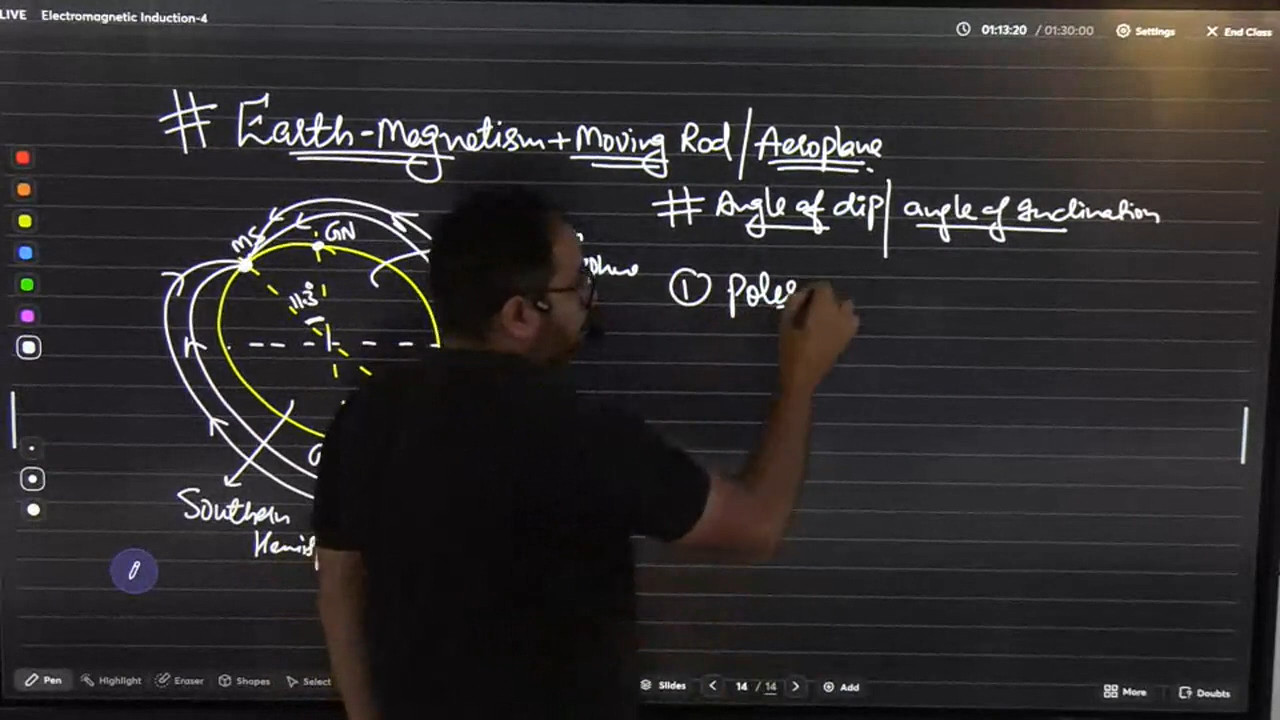 LIVE Electromagnetic Induction-4
01:13:20 / 01:30:00 Settings End Class
# Earth-Magnetism + Moving Rod / Aeroplane
# Angle of dip / angle of Inclination
MS GN
11.3°
① poles
Southern
Pen Highlight Eraser Shapes Select Slides 14 / 14 Add More Doubts